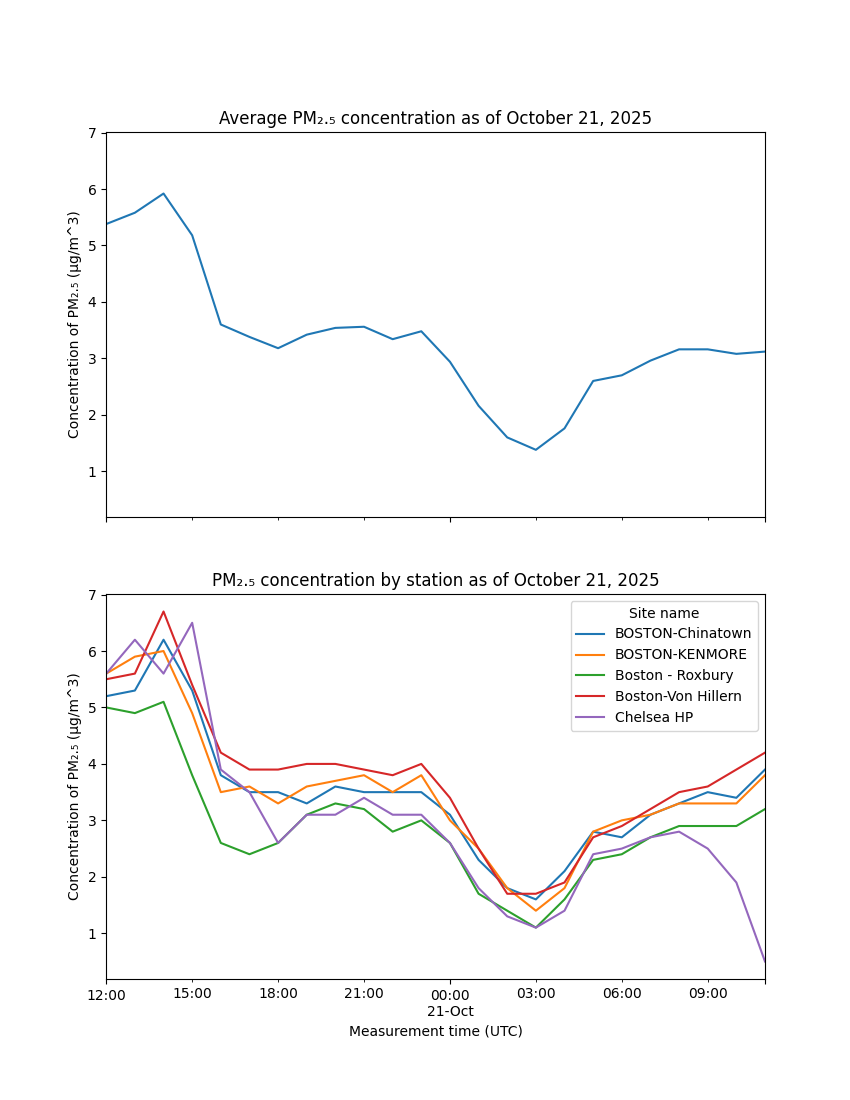 Average PM₂.₅ concentration as of October 21, 2025
7
6
5
4
3
2
1
Concentration of PM₂.₅ (µg/m^3)
PM₂.₅ concentration by station as of October 21, 2025
7
6
5
4
3
2
1
Concentration of PM₂.₅ (µg/m^3)
Site name
BOSTON-Chinatown
BOSTON-KENMORE
Boston - Roxbury
Boston-Von Hillern
Chelsea HP
12:00 15:00 18:00 21:00 00:00 03:00 06:00 09:00
21-Oct
Measurement time (UTC)